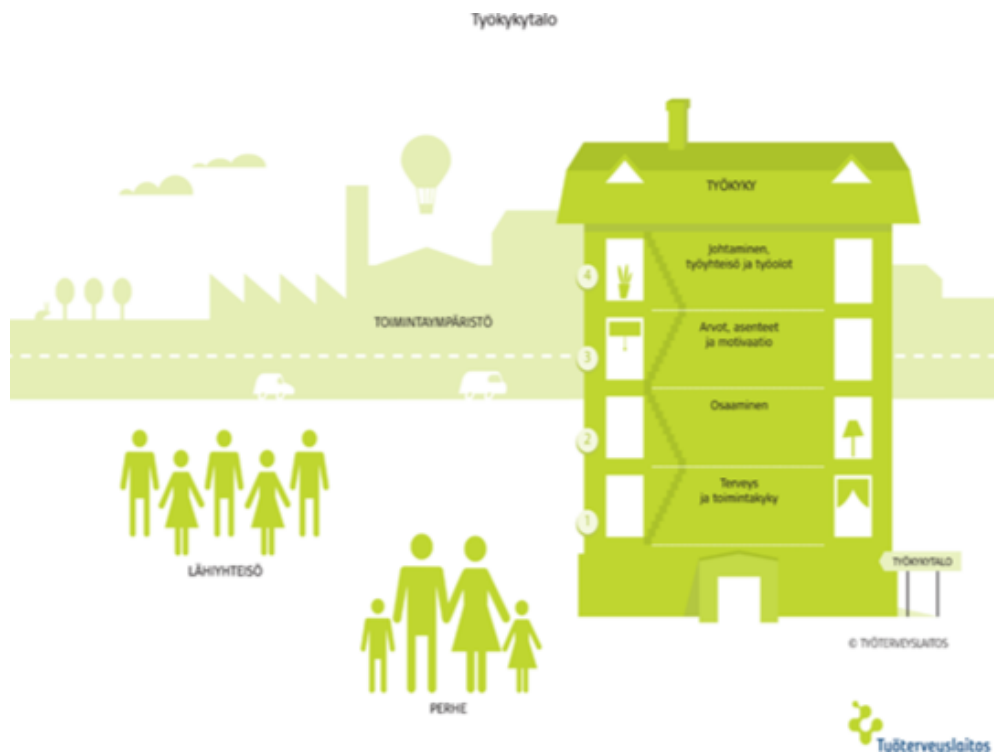 Työkykytalo
TYÖKYKY
4
Johtaminen,
työyhteisö ja työolot
3
Arvot, asenteet
ja motivaatio
2
Osaaminen
1
Terveys
ja toimintakyky
TOIMINTAYMPÄRISTÖ
LÄHIYHTEISÖ
PERHE
TYÖKYKYTALO
© TYÖTERVEYSLAITOS
Työterveyslaitos